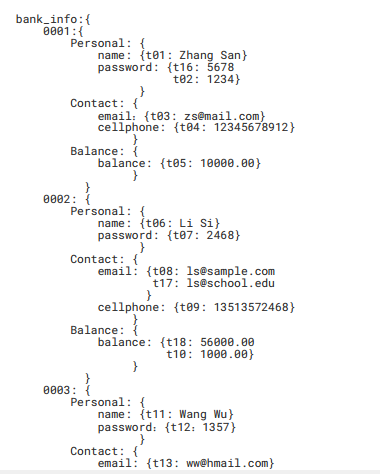 bank_info:{
0001:{
Personal: {
name: {t01: Zhang San}
password: {t16: 5678
t02: 1234}
}
Contact: {
email: {t03: zs@mail.com}
cellphone: {t04: 12345678912}
}
Balance: {
balance: {t05: 10000.00}
}
}
0002: {
Personal: {
name: {t06: Li Si}
password: {t07: 2468}
}
Contact: {
email: {t08: ls@sample.com
t17: ls@school.edu
}
cellphone: {t09: 13513572468}
}
Balance: {
balance: {t18: 56000.00
t10: 1000.00}
}
}
0003: {
Personal: {
name: {t11: Wang Wu}
password: {t12: 1357}
}
Contact: {
email: {t13: ww@hmail.com}